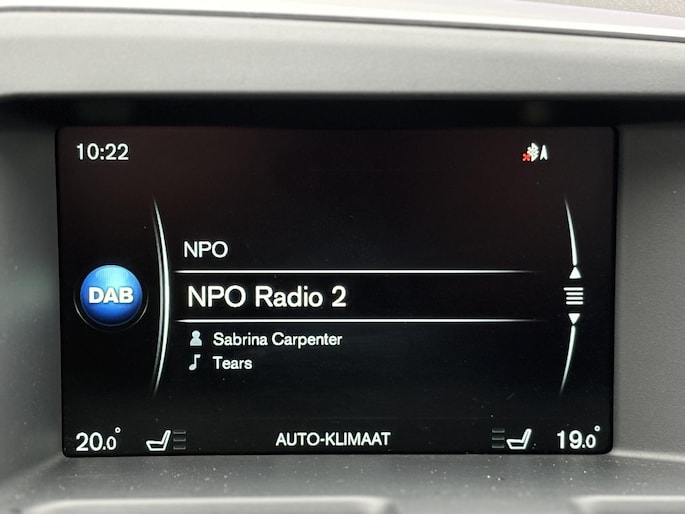 10:22
A
NPO
DAB
NPO Radio 2
Sabrina Carpenter
Tears
20.0° AUTO-KLIMAAT 19.0°